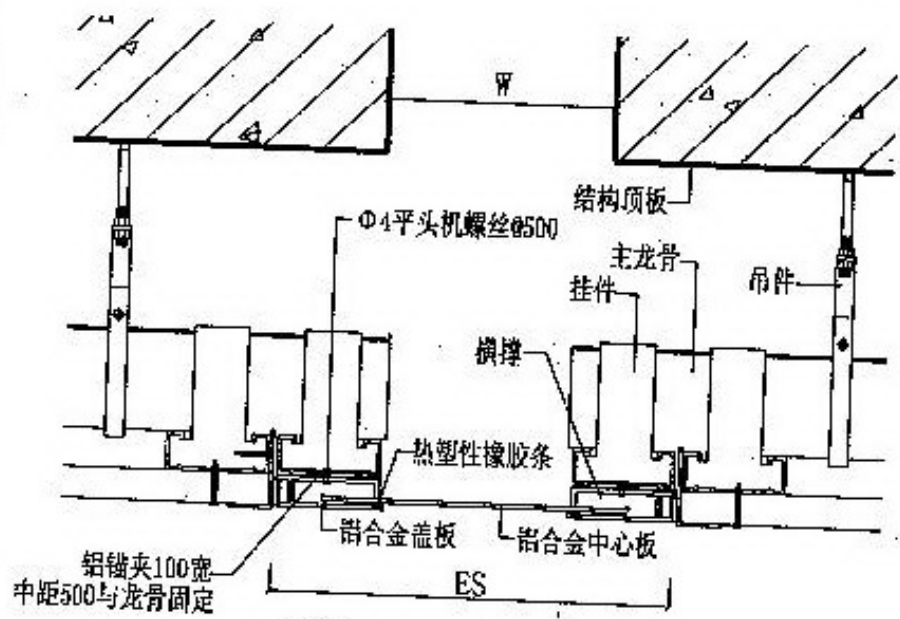 W
结构顶板
Φ4平头机螺丝@500
主龙骨
吊件
挂件
横撑
热塑性橡胶条
铝合金盖板
铝合金中心板
铝锚夹100宽
中距500与龙骨固定
ES